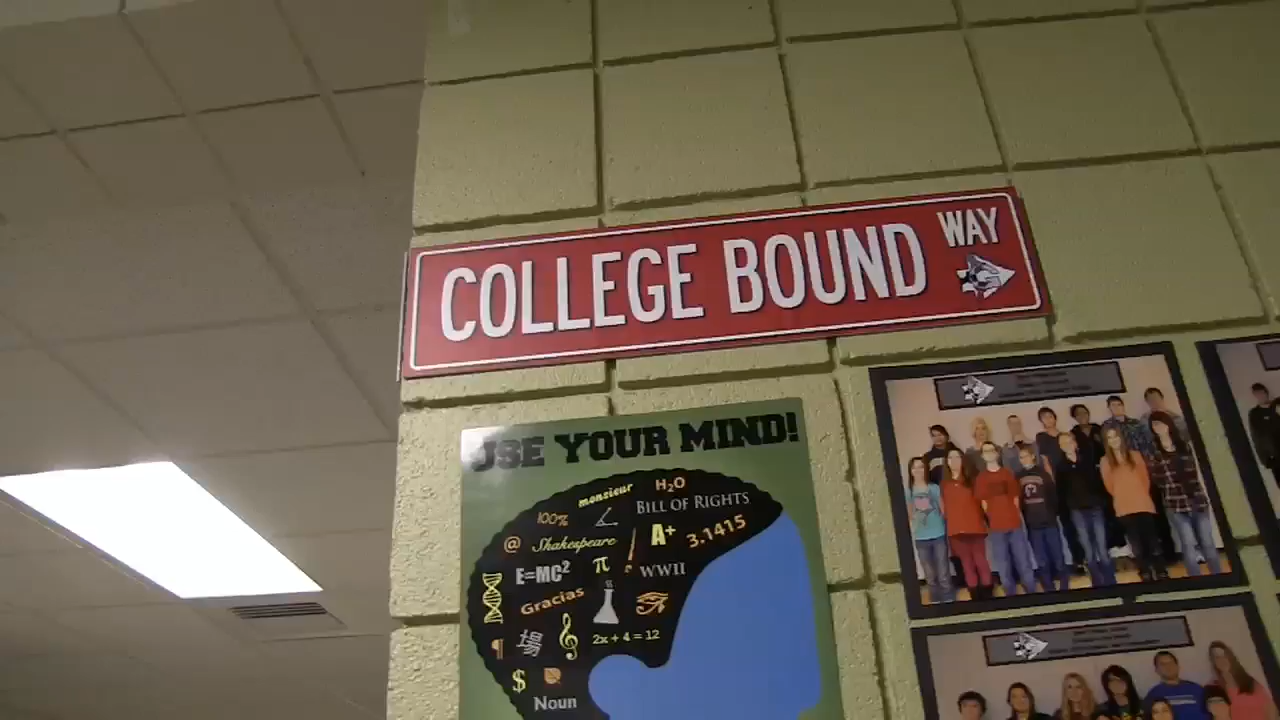 COLLEGE BOUND WAY
USE YOUR MIND!
monsieur H₂O
100% BILL OF RIGHTS
@ Shakespeare A+ 3.1415
E=MC² π WWII
Gracias
場 2x + 4 = 12
$ Noun